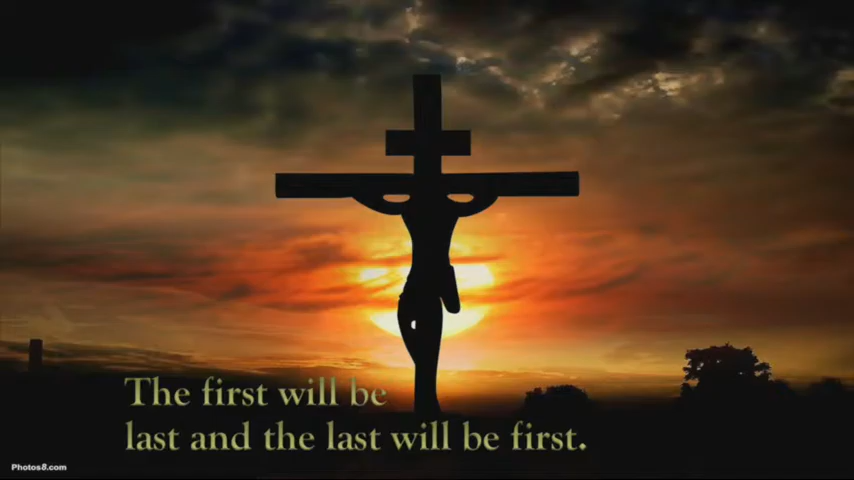 The first will be
last and the last will be first.
Photos8.com